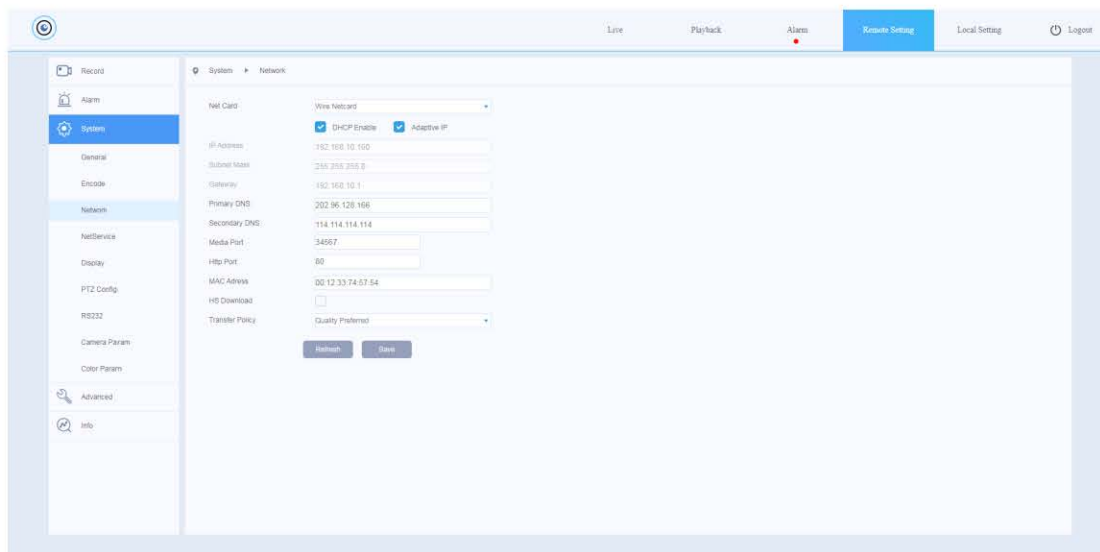 Live Playback Alarm Remote Setting Local Setting Logout
Record
Alarm
System
General
Encode
Network
NetService
Display
PTZ Config
RS232
Camera Param
Color Param
Advanced
Info
System Network
Net Card Wire Netcard
DHCP Enable Adaptive IP
IP Address 192.168.10.100
Subnet Mask 255.255.255.0
Gateway 192.168.10.1
Primary DNS 202.96.128.166
Secondary DNS 114.114.114.114
Media Port 34567
Http Port 80
MAC Adress 00:12:33:74:57:54
HS Download
Transfer Policy Quality Preferred
Refresh Save